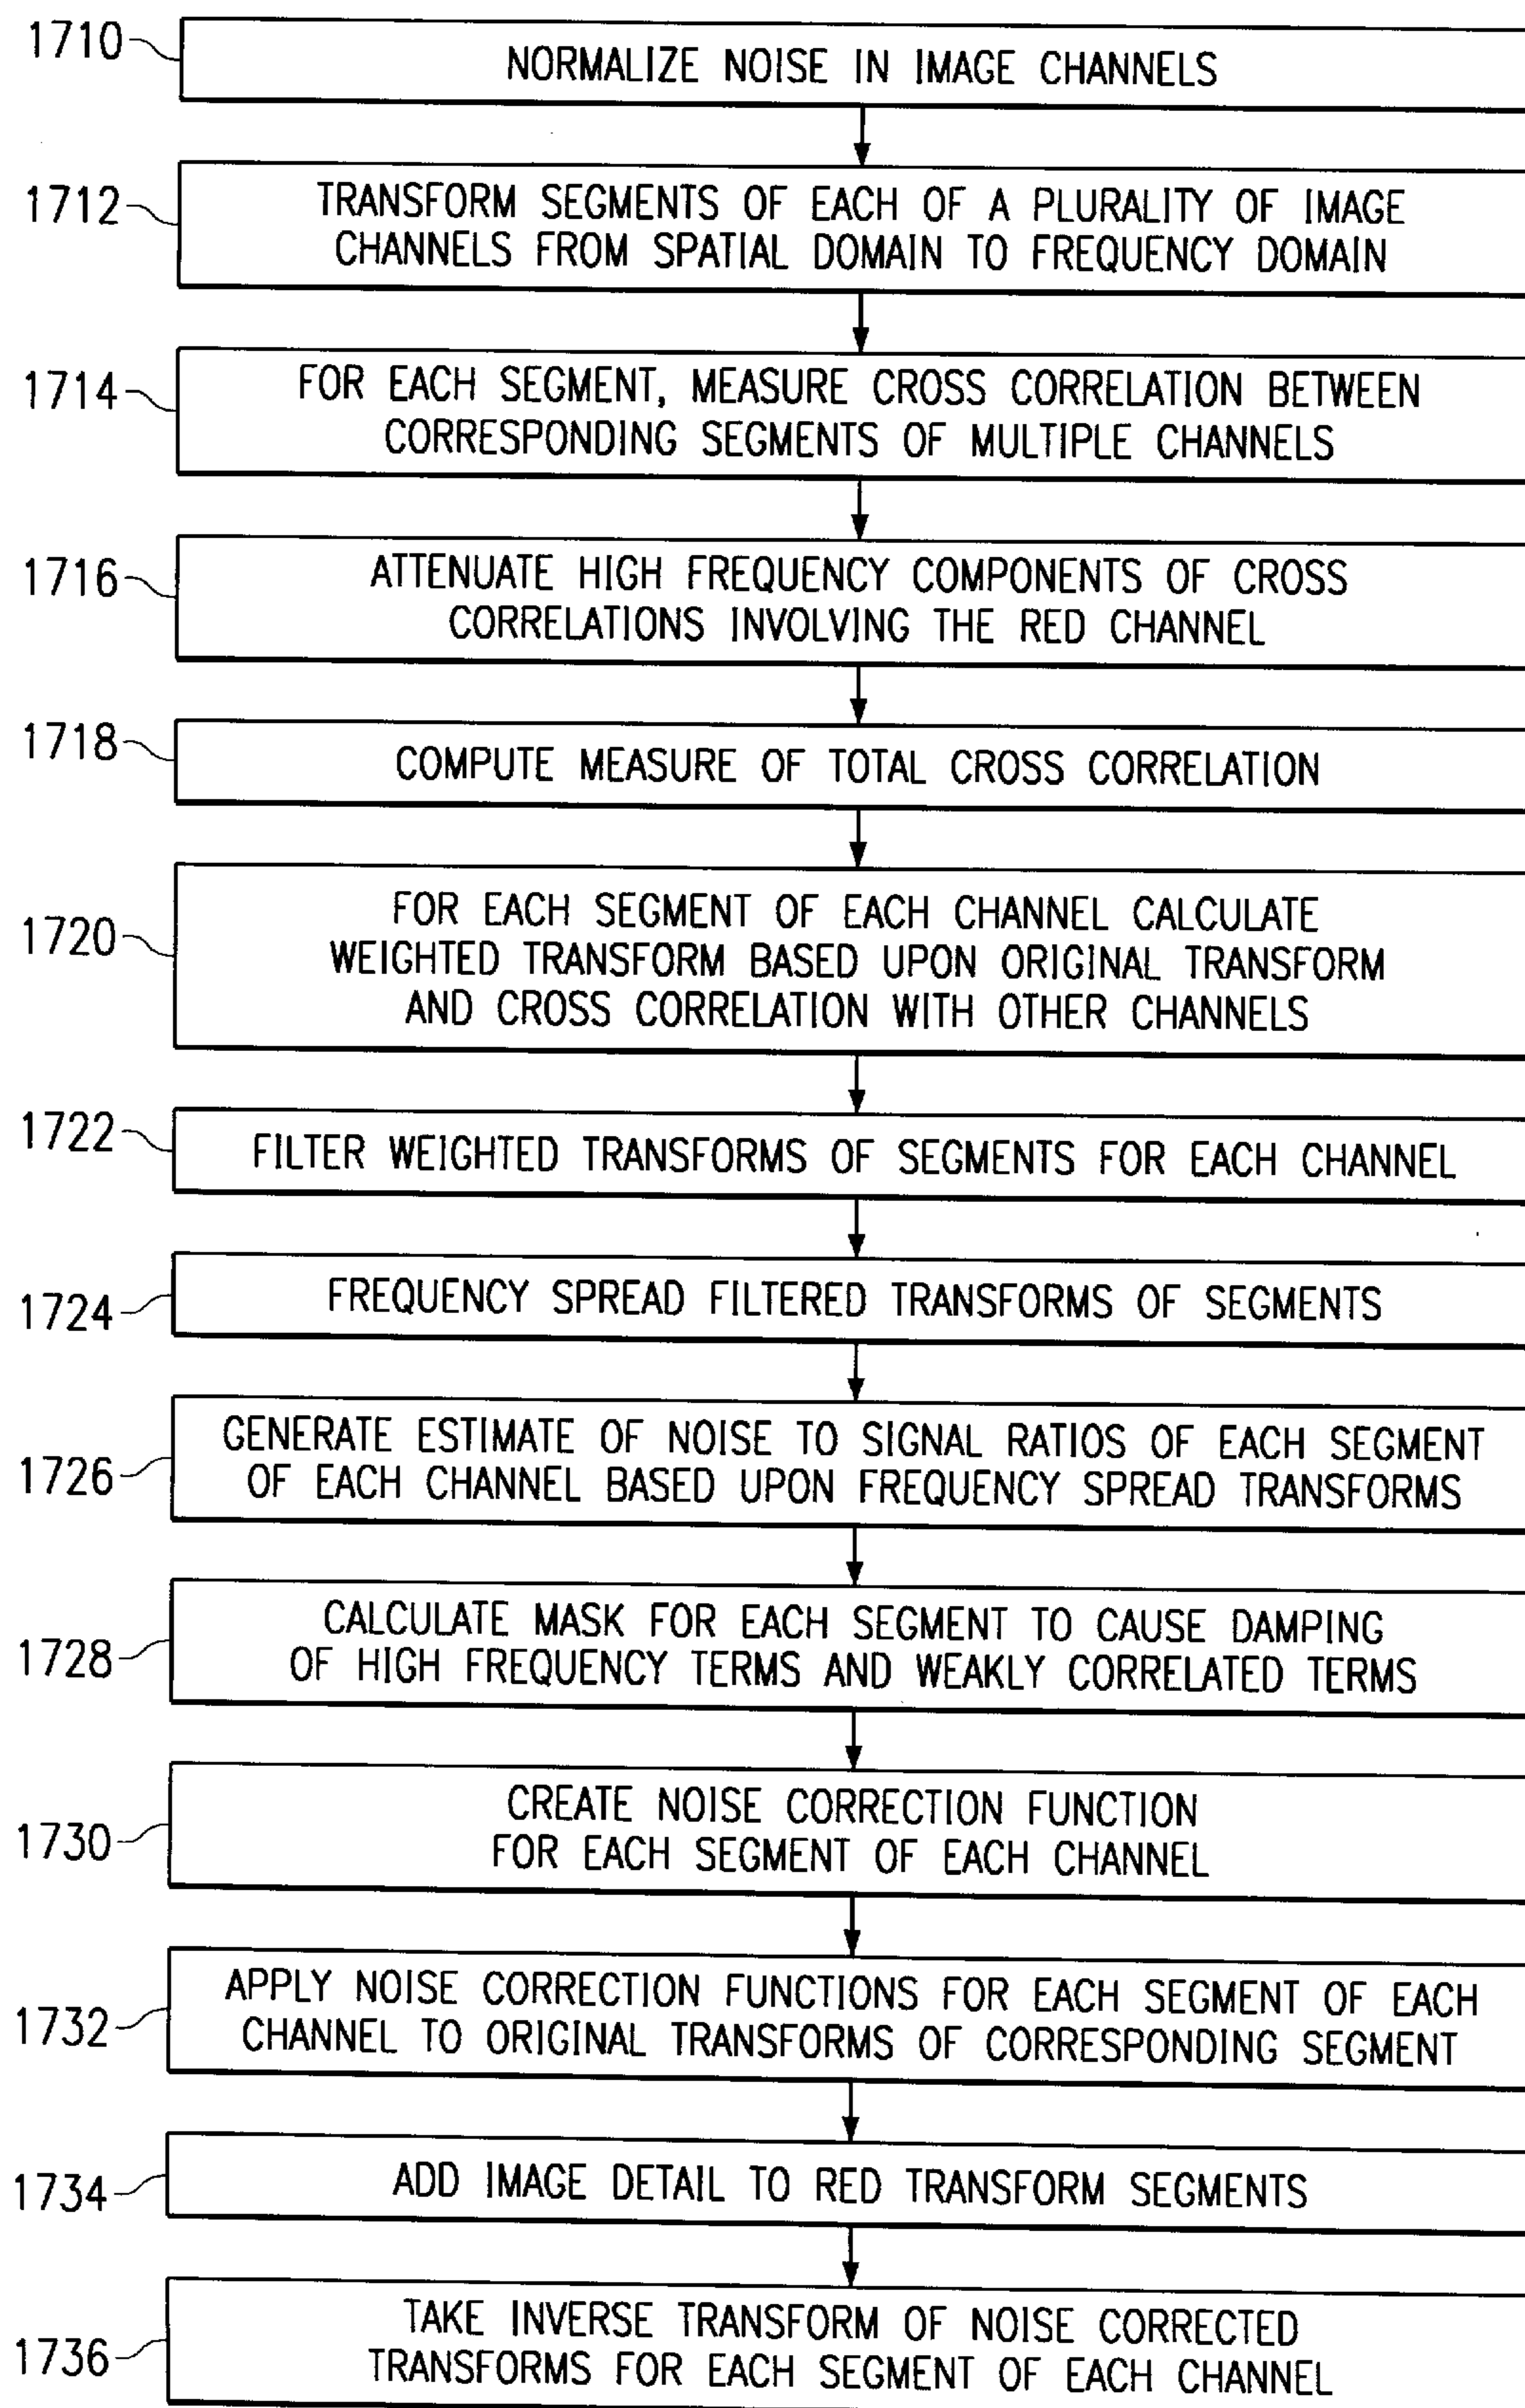 1710
NORMALIZE NOISE IN IMAGE CHANNELS
1712
TRANSFORM SEGMENTS OF EACH OF A PLURALITY OF IMAGE
CHANNELS FROM SPATIAL DOMAIN TO FREQUENCY DOMAIN
1714
FOR EACH SEGMENT, MEASURE CROSS CORRELATION BETWEEN
CORRESPONDING SEGMENTS OF MULTIPLE CHANNELS
1716
ATTENUATE HIGH FREQUENCY COMPONENTS OF CROSS
CORRELATIONS INVOLVING THE RED CHANNEL
1718
COMPUTE MEASURE OF TOTAL CROSS CORRELATION
1720
FOR EACH SEGMENT OF EACH CHANNEL CALCULATE
WEIGHTED TRANSFORM BASED UPON ORIGINAL TRANSFORM
AND CROSS CORRELATION WITH OTHER CHANNELS
1722
FILTER WEIGHTED TRANSFORMS OF SEGMENTS FOR EACH CHANNEL
1724
FREQUENCY SPREAD FILTERED TRANSFORMS OF SEGMENTS
1726
GENERATE ESTIMATE OF NOISE TO SIGNAL RATIOS OF EACH SEGMENT
OF EACH CHANNEL BASED UPON FREQUENCY SPREAD TRANSFORMS
1728
CALCULATE MASK FOR EACH SEGMENT TO CAUSE DAMPING
OF HIGH FREQUENCY TERMS AND WEAKLY CORRELATED TERMS
1730
CREATE NOISE CORRECTION FUNCTION
FOR EACH SEGMENT OF EACH CHANNEL
1732
APPLY NOISE CORRECTION FUNCTIONS FOR EACH SEGMENT OF EACH
CHANNEL TO ORIGINAL TRANSFORMS OF CORRESPONDING SEGMENT
1734
ADD IMAGE DETAIL TO RED TRANSFORM SEGMENTS
1736
TAKE INVERSE TRANSFORM OF NOISE CORRECTED
TRANSFORMS FOR EACH SEGMENT OF EACH CHANNEL